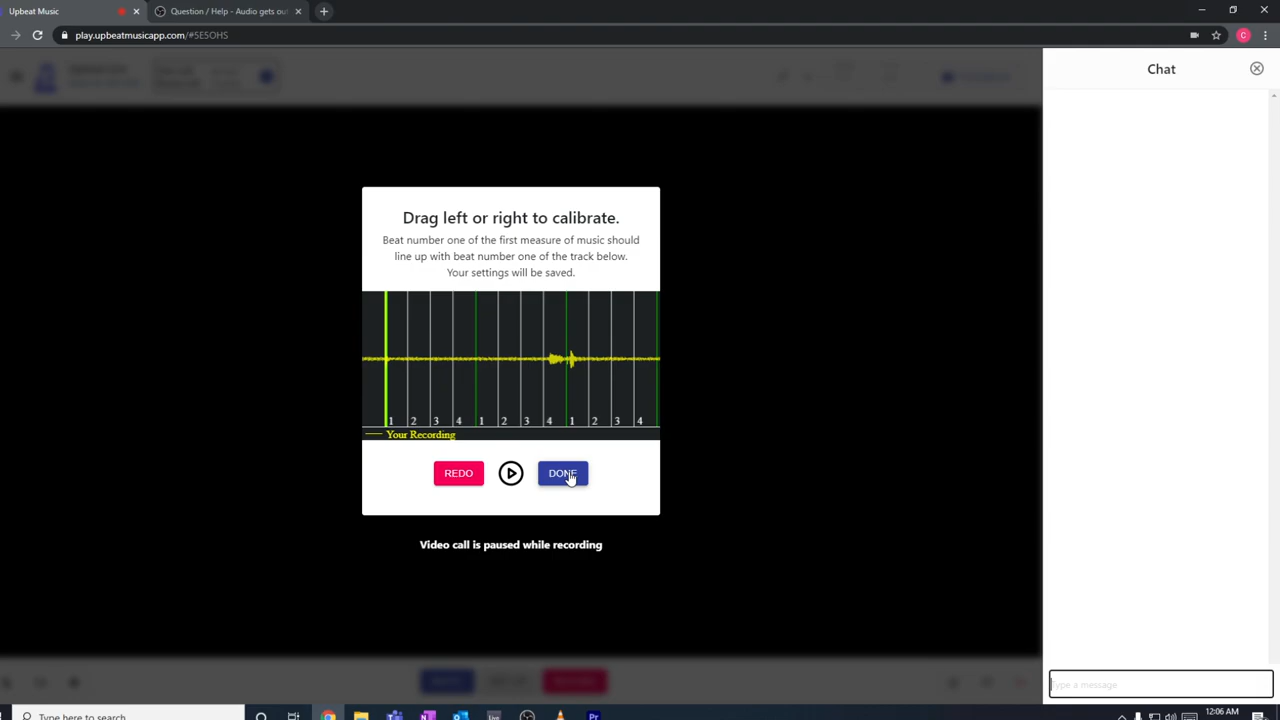 Upbeat Music
Question / Help - Audio gets out
play.upbeatmusicapp.com/#5E5OHS
C
Chat
Drag left or right to calibrate.
Beat number one of the first measure of music should
line up with beat number one of the track below.
Your settings will be saved.
1 2 3 4 1 2 3 4 1 2 3 4
Your Recording
REDO
DONE
Video call is paused while recording
Type a message
Type here to search
12:06 AM